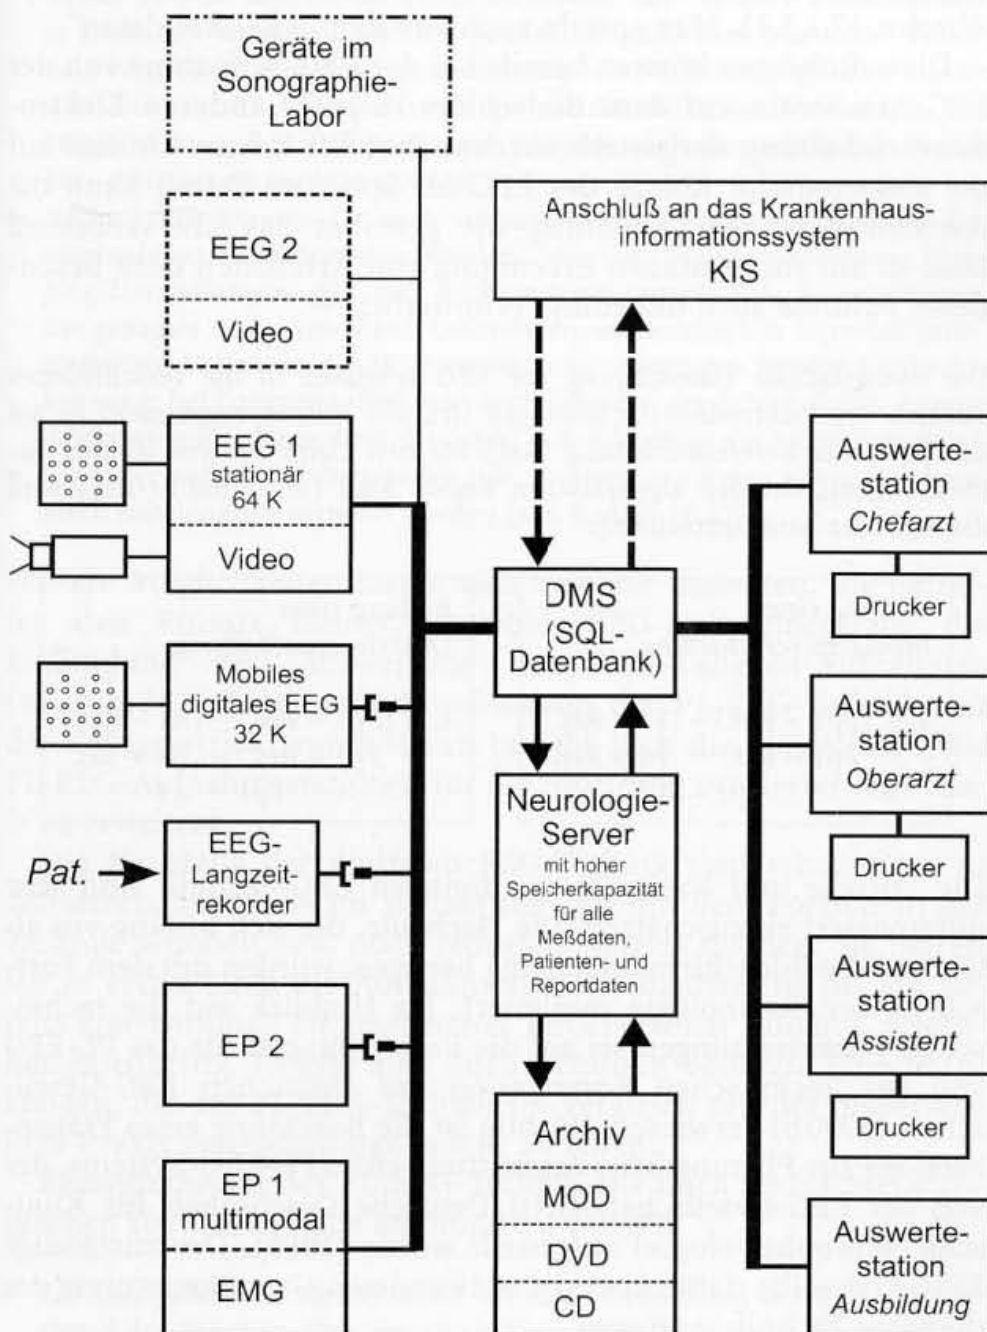 Geräte im
Sonographie-
Labor
EEG 2
Video
Anschluß an das Krankenhaus-
informationssystem
KIS
EEG 1
stationär
64 K
Video
Mobiles
digitales EEG
32 K
Pat.
EEG-
Langzeit-
rekorder
EP 2
EP 1
multimodal
EMG
DMS
(SQL-
Datenbank)
Neurologie-
Server
mit hoher
Speicherkapazität
für alle
Meßdaten,
Patienten- und
Reportdaten
Archiv
MOD
DVD
CD
Auswerte-
station
Chefarzt
Drucker
Auswerte-
station
Oberarzt
Drucker
Auswerte-
station
Assistent
Drucker
Auswerte-
station
Ausbildung